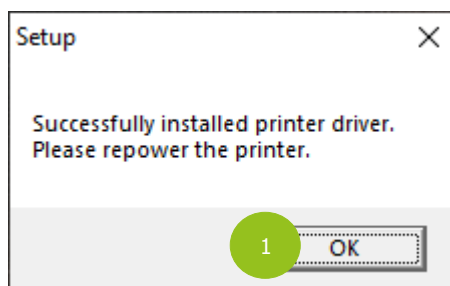 Setup
Successfully installed printer driver.
Please repower the printer.
1
OK